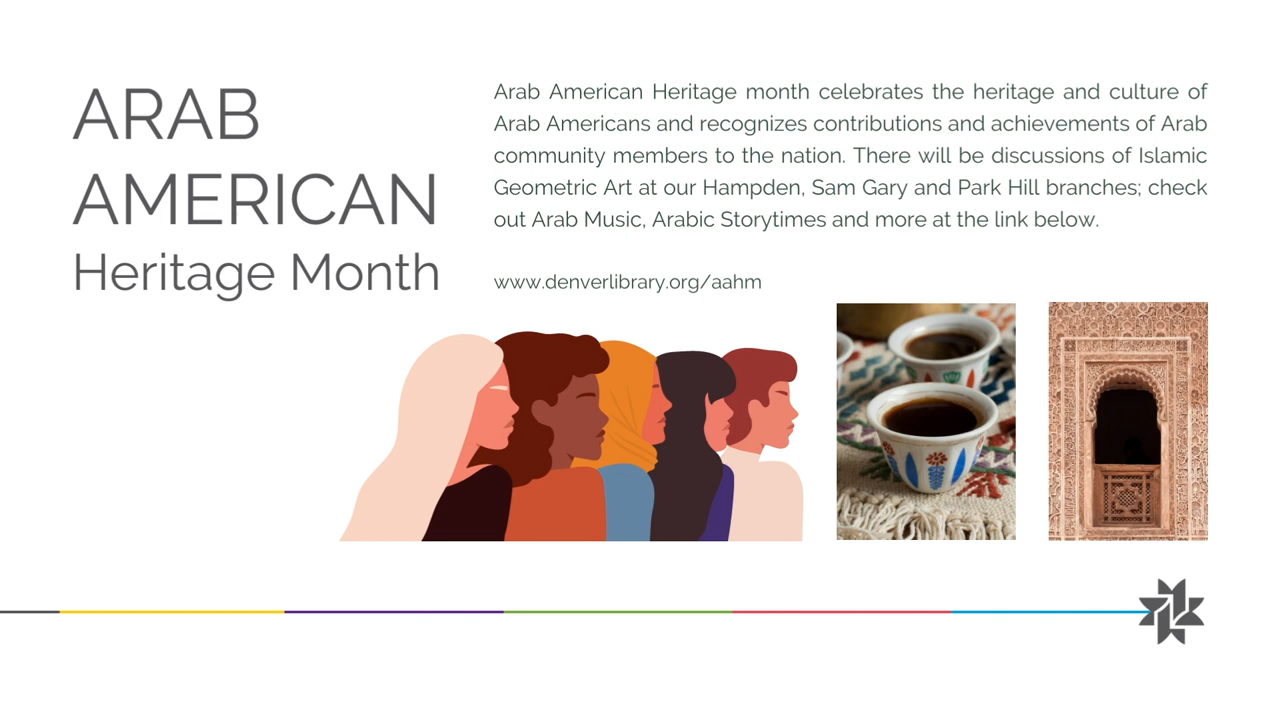 ARAB
AMERICAN
Heritage Month
Arab American Heritage month celebrates the heritage and culture of
Arab Americans and recognizes contributions and achievements of Arab
community members to the nation. There will be discussions of Islamic
Geometric Art at our Hampden, Sam Gary and Park Hill branches; check
out Arab Music, Arabic Storytimes and more at the link below.
www.denverlibrary.org/aahm